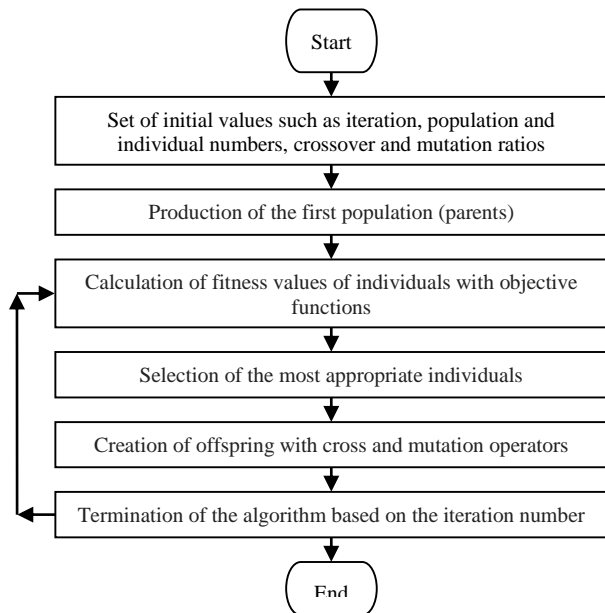 Start
Set of initial values such as iteration, population and
individual numbers, crossover and mutation ratios
Production of the first population (parents)
Calculation of fitness values of individuals with objective
functions
Selection of the most appropriate individuals
Creation of offspring with cross and mutation operators
Termination of the algorithm based on the iteration number
End